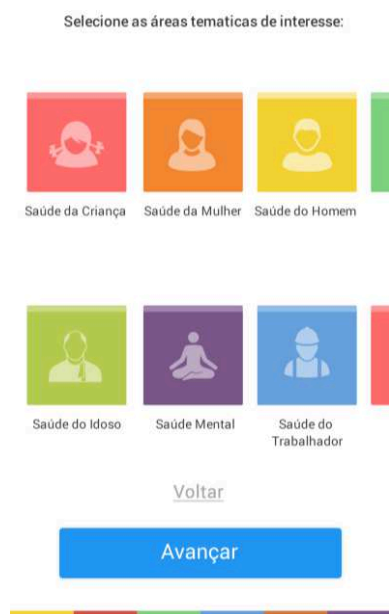 Selecione as áreas tematicas de interesse:
Saúde da Criança
Saúde da Mulher
Saúde do Homem
Saúde do Idoso
Saúde Mental
Saúde do
Trabalhador
Voltar
Avançar